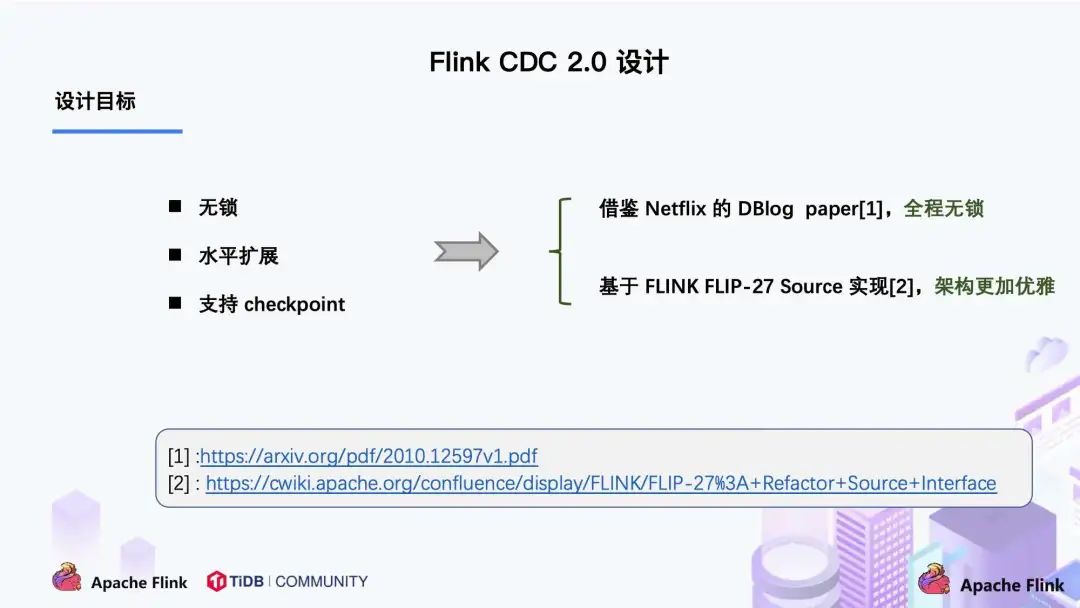 Flink CDC 2.0 设计
设计目标
■ 无锁
■ 水平扩展
■ 支持 checkpoint
借鉴 Netflix 的 DBlog paper[1]，全程无锁
基于 FLINK FLIP-27 Source 实现[2]，架构更加优雅
[1] :https://arxiv.org/pdf/2010.12597v1.pdf
[2] : https://cwiki.apache.org/confluence/display/FLINK/FLIP-27%3A+Refactor+Source+Interface
Apache Flink
TiDB | COMMUNITY
Apache Flink